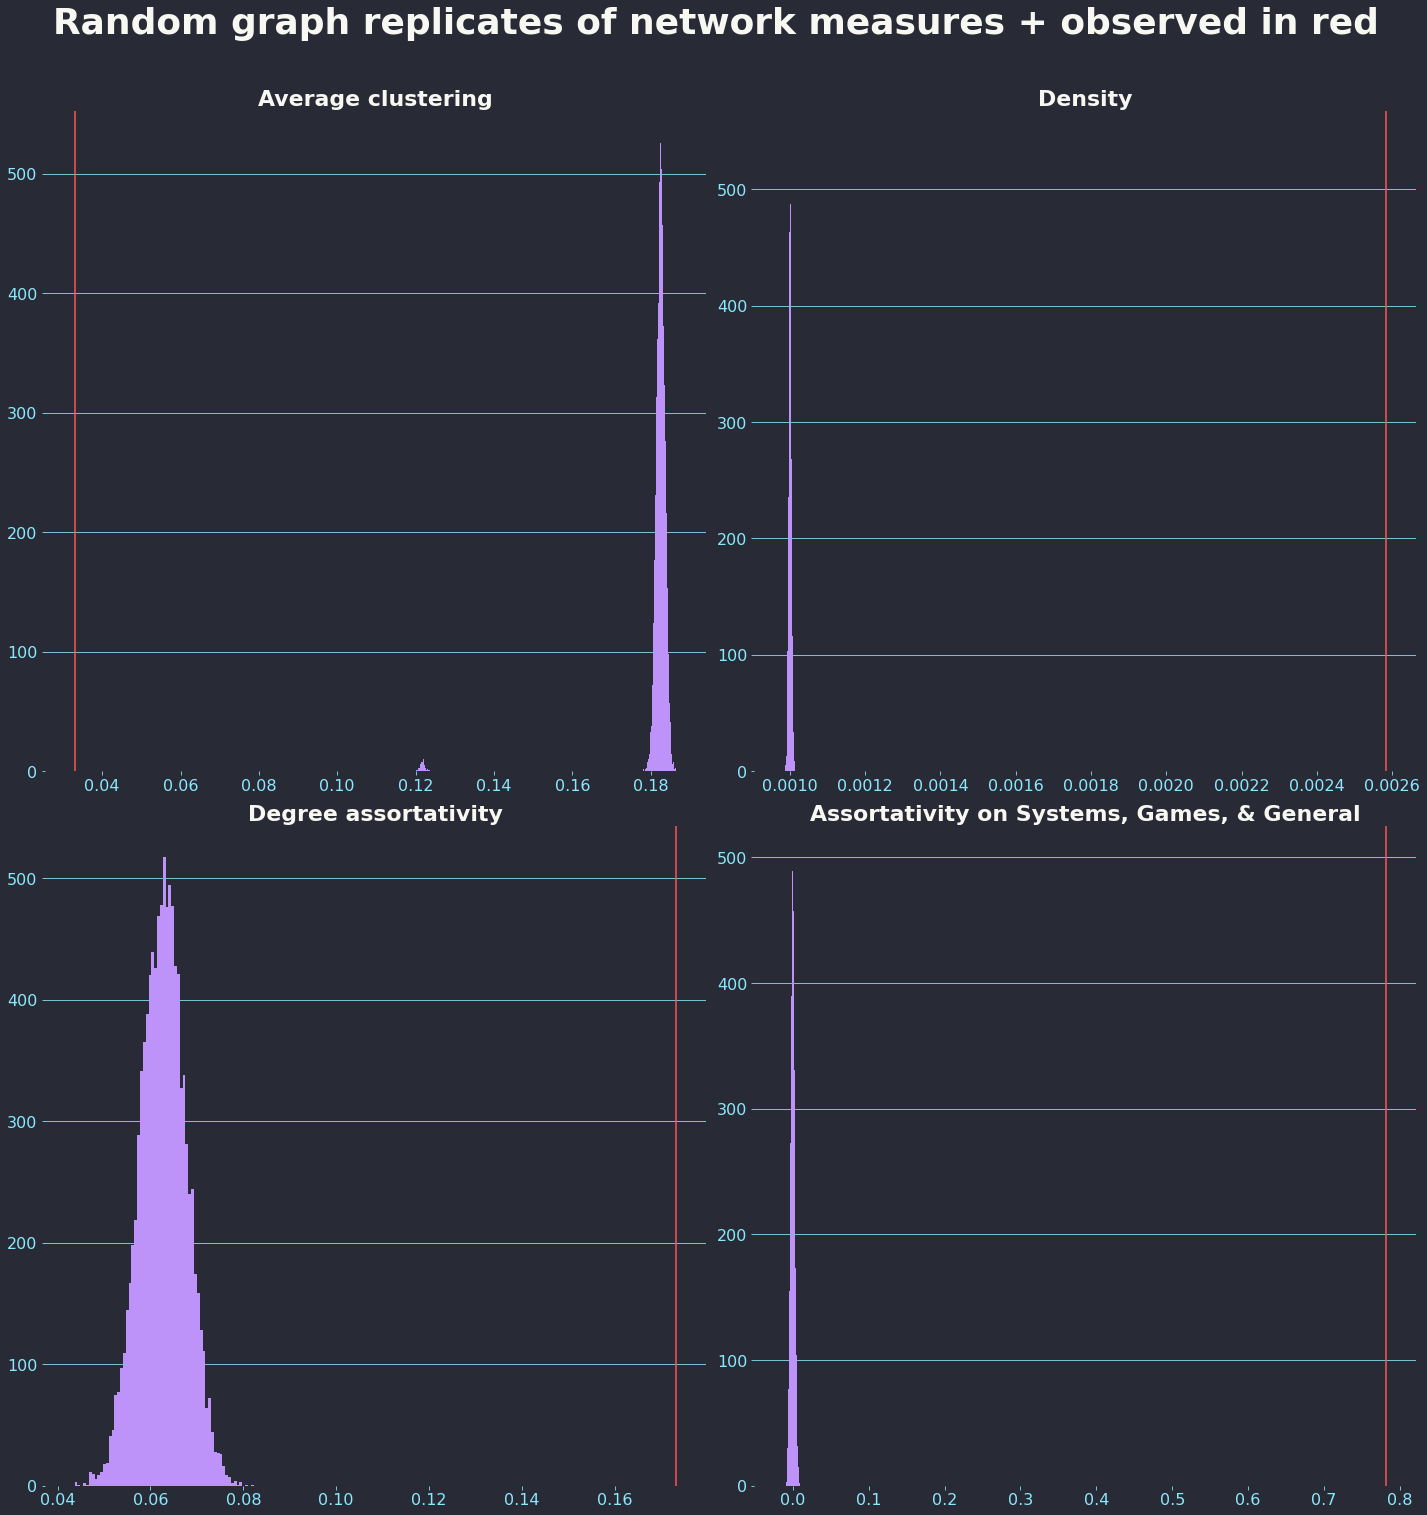 Random graph replicates of network measures + observed in red
Average clustering
500
400
300
200
100
0
0.04 0.06 0.08 0.10 0.12 0.14 0.16 0.18
Density
500
400
300
200
100
0
0.0010 0.0012 0.0014 0.0016 0.0018 0.0020 0.0022 0.0024 0.0026
Degree assortativity
500
400
300
200
100
0
0.04 0.06 0.08 0.10 0.12 0.14 0.16
Assortativity on Systems, Games, & General
500
400
300
200
100
0
0.0 0.1 0.2 0.3 0.4 0.5 0.6 0.7 0.8